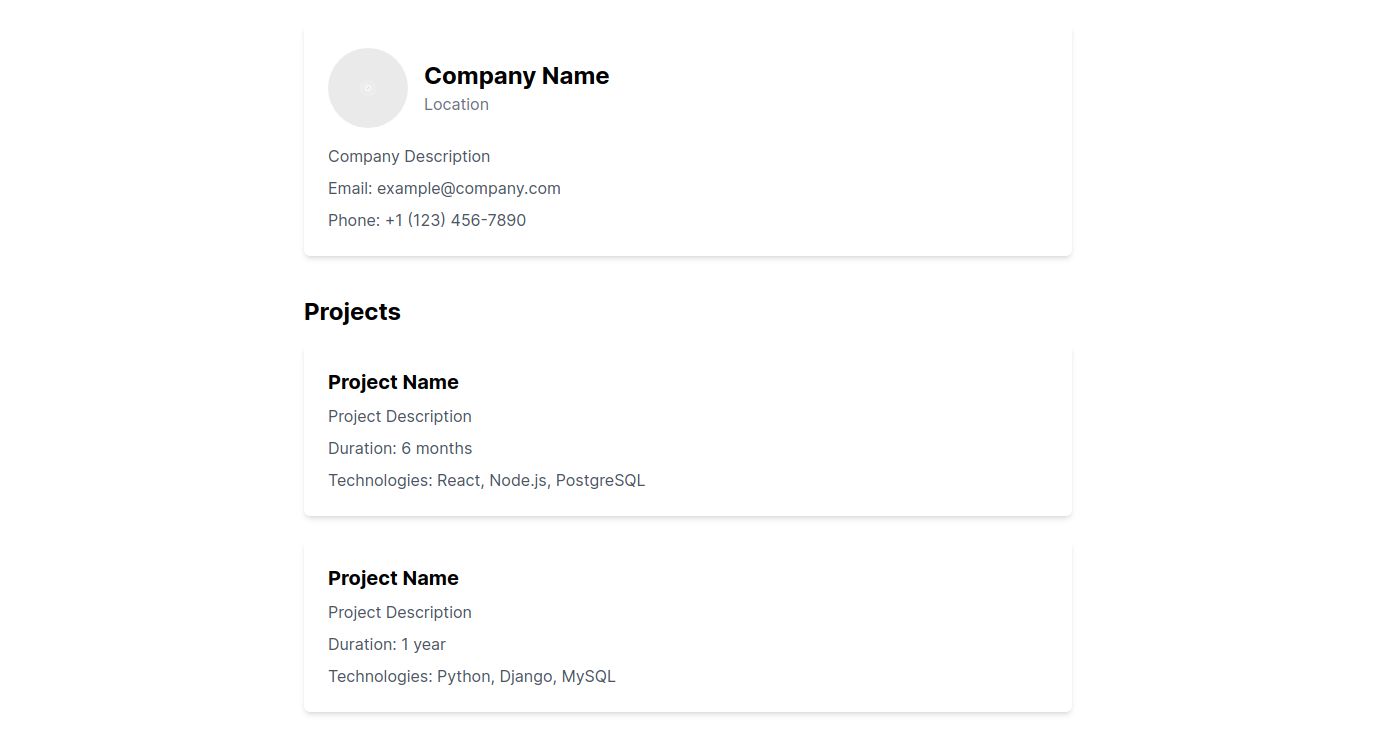 Company Name
Location
Company Description
Email: example@company.com
Phone: +1 (123) 456-7890
Projects
Project Name
Project Description
Duration: 6 months
Technologies: React, Node.js, PostgreSQL
Project Name
Project Description
Duration: 1 year
Technologies: Python, Django, MySQL